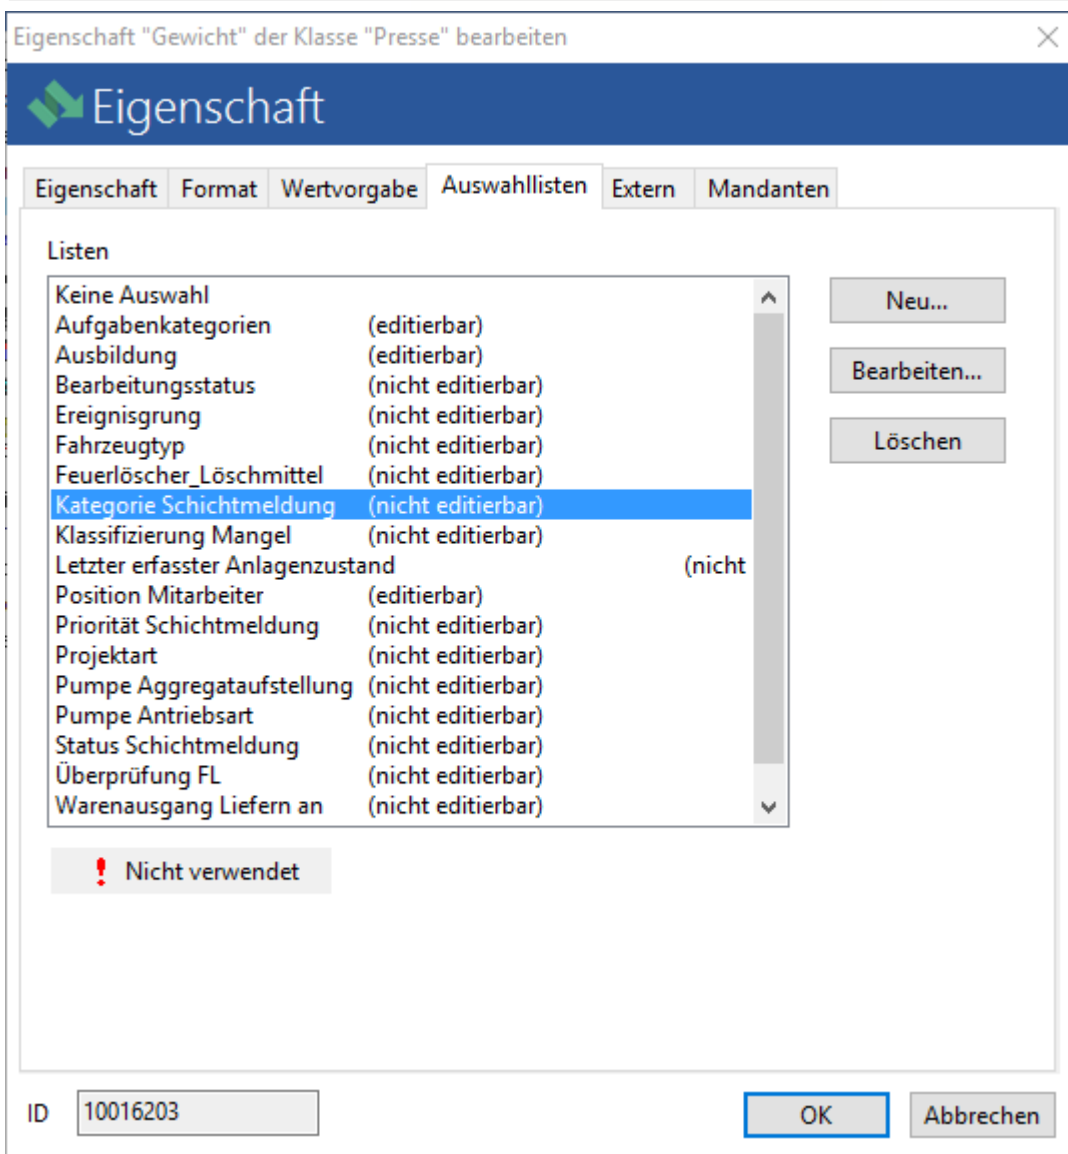 Eigenschaft "Gewicht" der Klasse "Presse" bearbeiten
Eigenschaft
Eigenschaft Format Wertvorgabe Auswahllisten Extern Mandanten
Listen
Keine Auswahl
Aufgabenkategorien (editierbar)
Ausbildung (editierbar)
Bearbeitungsstatus (nicht editierbar)
Ereignisgrung (nicht editierbar)
Fahrzeugtyp (nicht editierbar)
Feuerlöscher_Löschmittel (nicht editierbar)
Kategorie Schichtmeldung (nicht editierbar)
Klassifizierung Mangel (nicht editierbar)
Letzter erfasster Anlagenzustand (nicht
Position Mitarbeiter (editierbar)
Priorität Schichtmeldung (nicht editierbar)
Projektart (nicht editierbar)
Pumpe Aggregataufstellung (nicht editierbar)
Pumpe Antriebsart (nicht editierbar)
Status Schichtmeldung (nicht editierbar)
Überprüfung FL (nicht editierbar)
Warenausgang Liefern an (nicht editierbar)
Neu...
Bearbeiten...
Löschen
Nicht verwendet
ID 10016203
OK Abbrechen